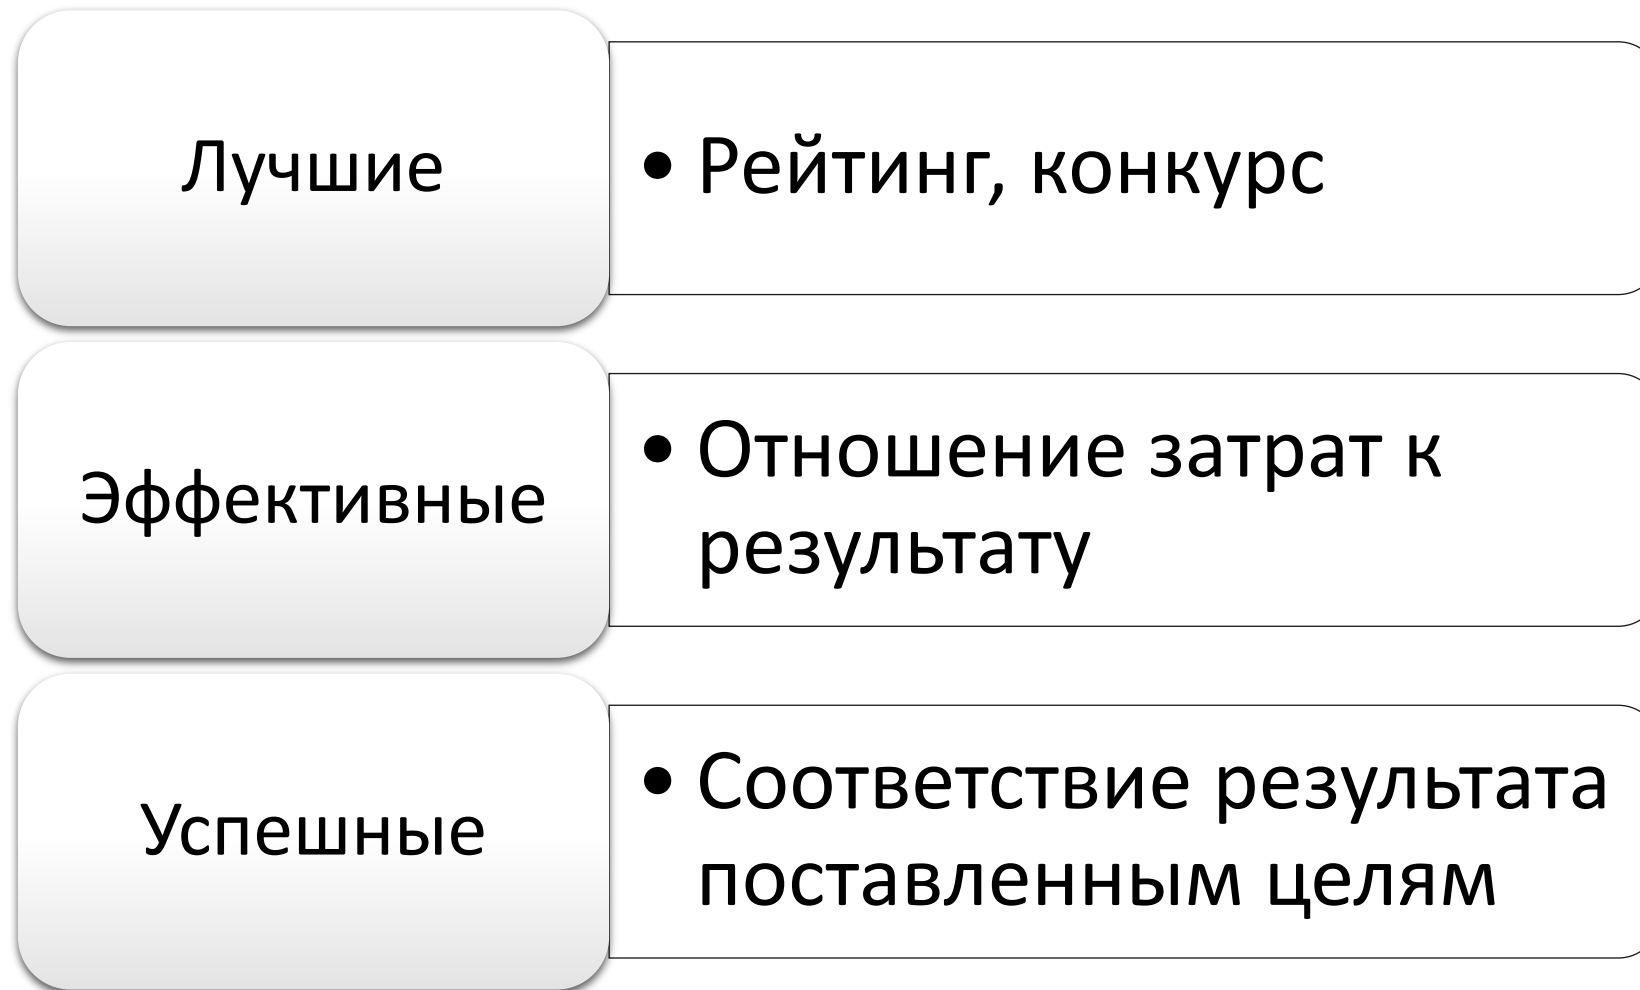 Лучшие
• Рейтинг, конкурс
Эффективные
• Отношение затрат к
результату
Успешные
• Соответствие результата
поставленным целям